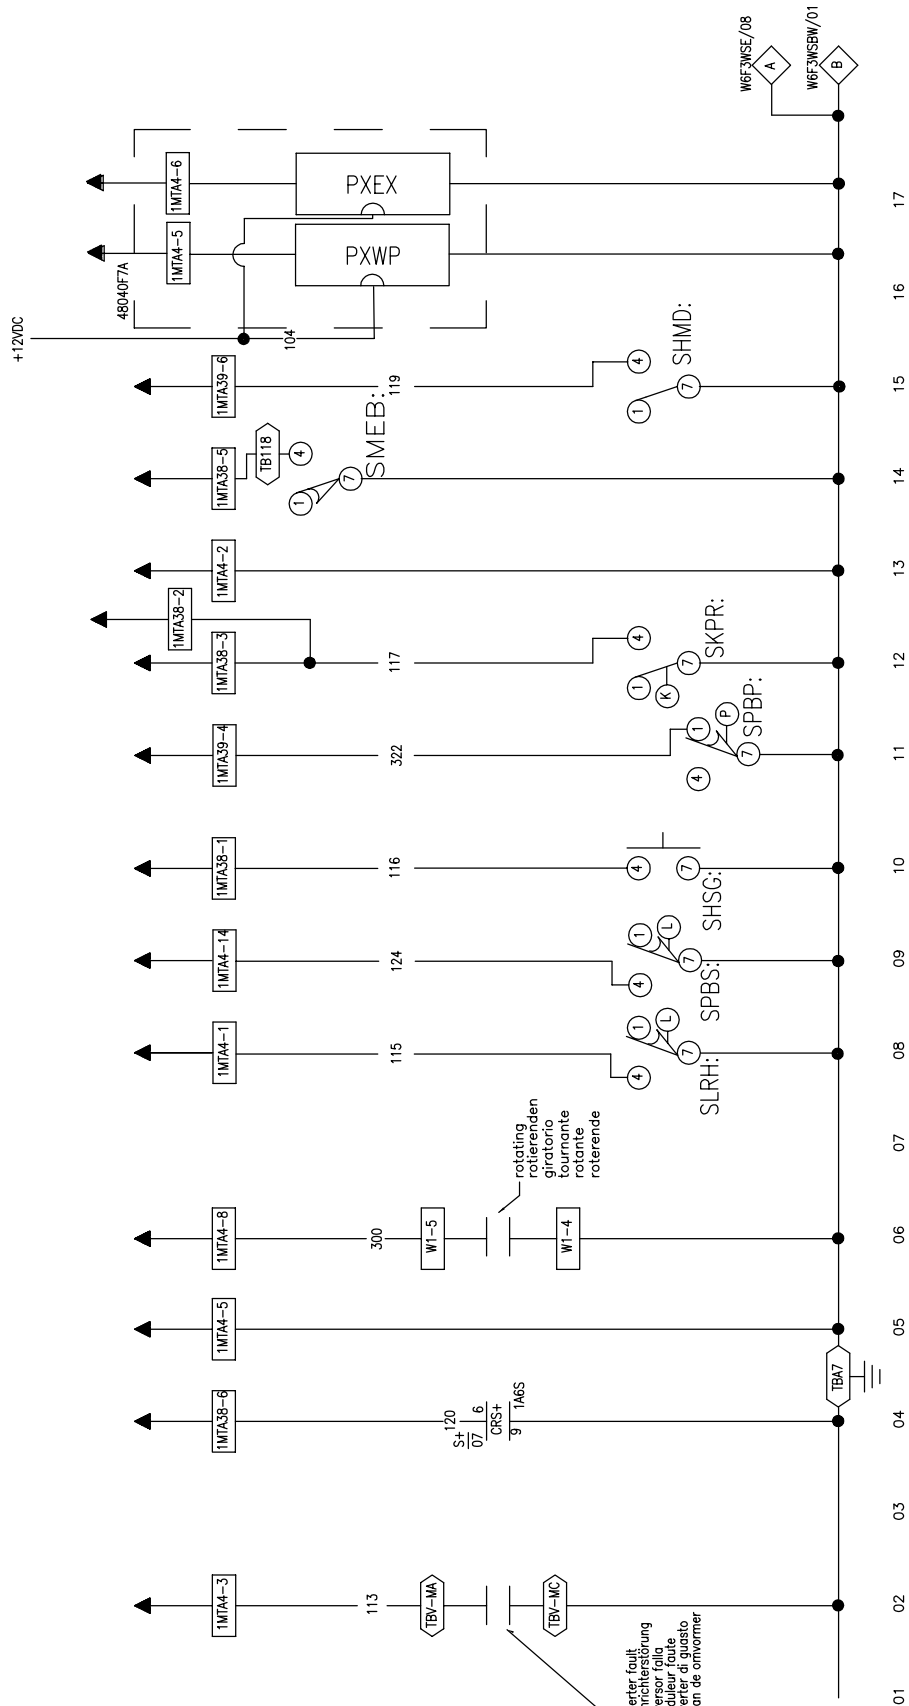 +12VDC
48040F7A
104
1MTA4-6
1MTA4-5
PXEX
PXWP
W6F3WSE/08
A
W6F3WSBW/01
B
17
16
1MTA39-6
119
4
1
7
SHMD:
15
1MTA38-5
TB118
4
1
7
SMEB:
14
1MTA4-2
13
1MTA38-2
1MTA38-3
117
4
1
K
7
SKPR:
12
1MTA39-4
322
1
P
4
7
SPBP:
11
1MTA38-1
116
4
7
SHSG:
10
1MTA4-14
124
1
L
4
7
SPBS:
09
1MTA4-1
115
1
L
4
7
SLRH:
08
07
1MTA4-8
300
W1-5
W1-4
rotating
rotierenden
giratorio
tournante
rotante
roterende
06
1MTA4-5
05
TBA7
1MTA38-6
120
S+
07
6
CRS+
9
1A6S
04
03
1MTA4-3
113
TBV-MA
TBV-MC
erter fault
nrichterstörung
ersor falla
duleur faute
erter di guasto
an de omvormer
02
01